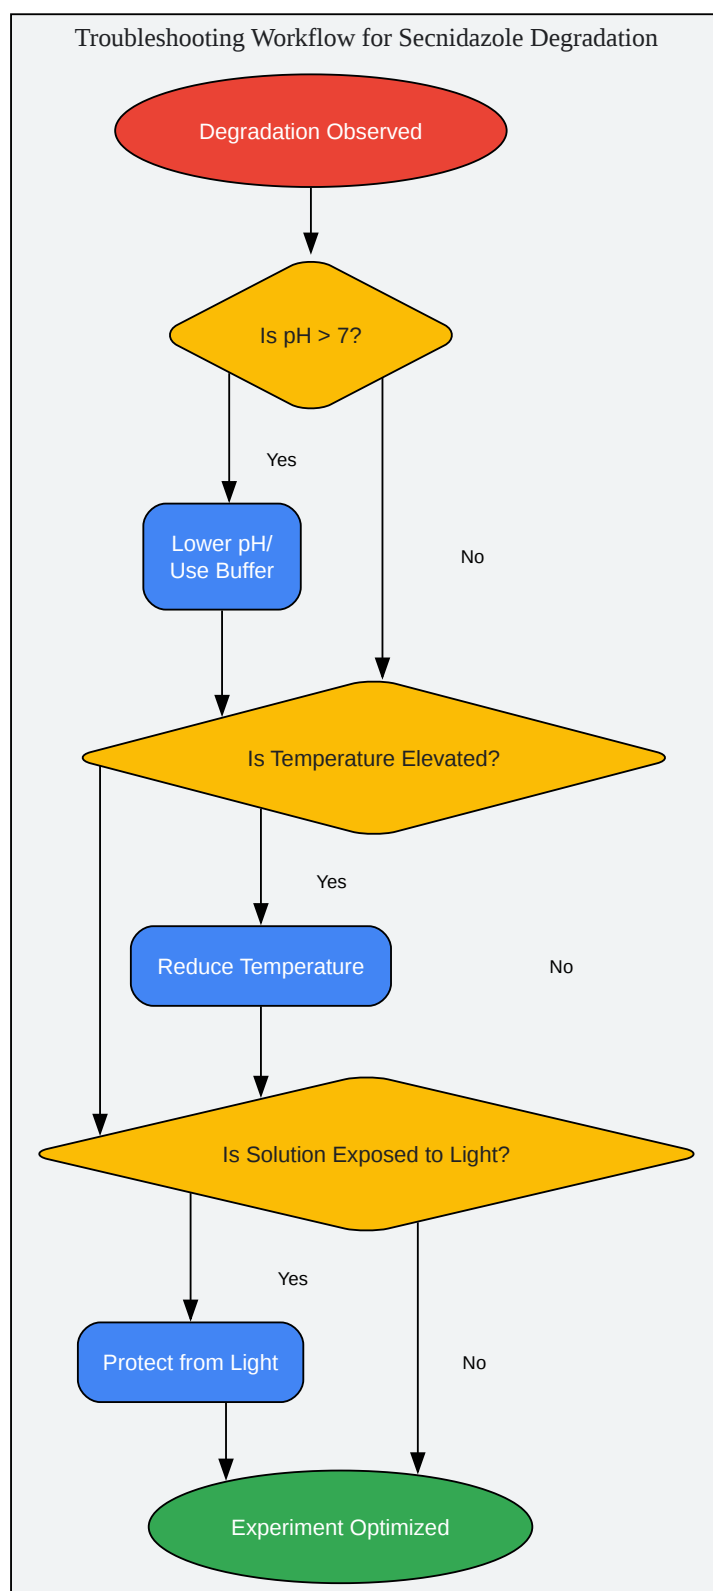 Troubleshooting Workflow for Secnidazole Degradation
Degradation Observed
Is pH > 7?
Yes
Lower pH/
Use Buffer
No
Is Temperature Elevated?
Yes
Reduce Temperature
No
Is Solution Exposed to Light?
Yes
Protect from Light
No
Experiment Optimized